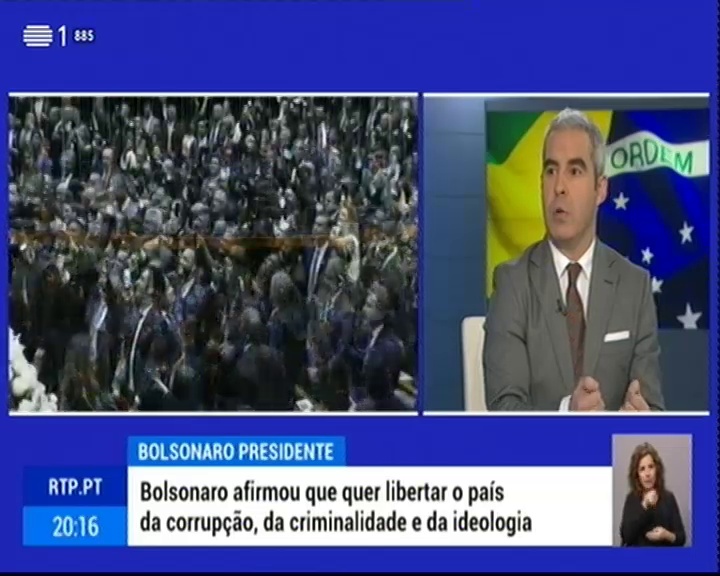 1 885
ORDEM
BOLSONARO PRESIDENTE
RTP.PT
Bolsonaro afirmou que quer libertar o país
20:16
da corrupção, da criminalidade e da ideologia